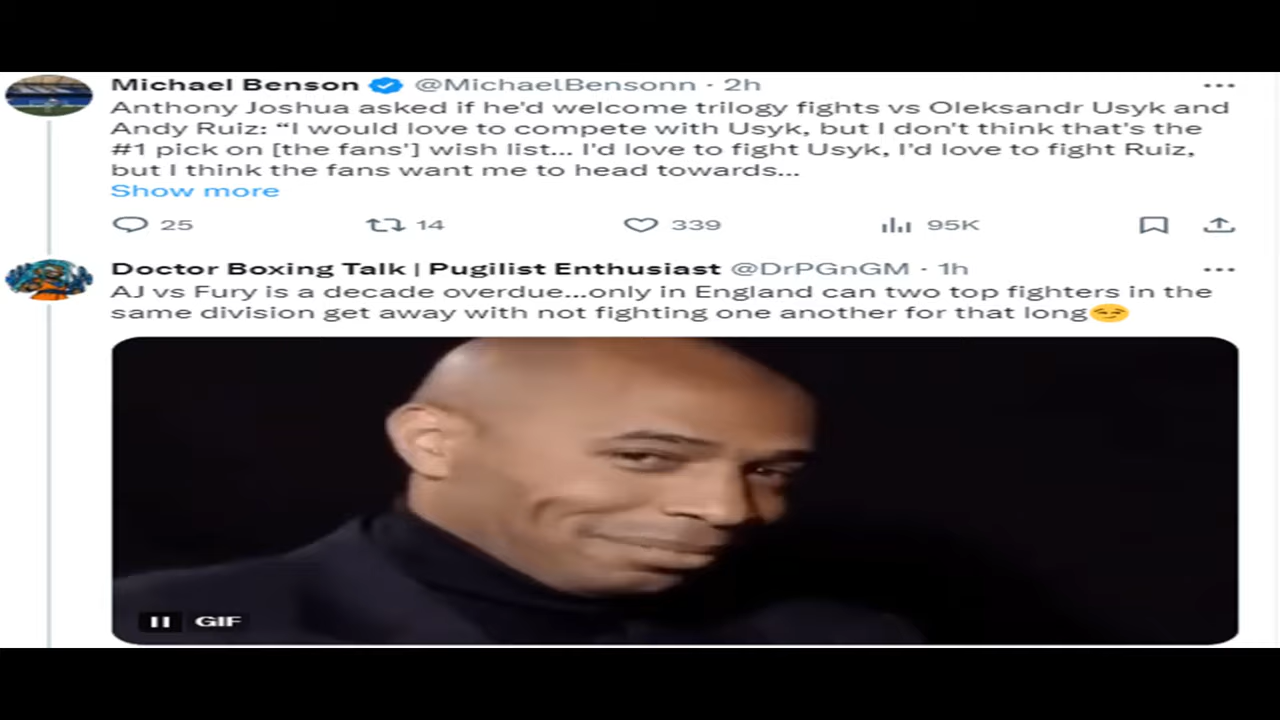 Michael Benson @MichaelBensonn · 2h
Anthony Joshua asked if he'd welcome trilogy fights vs Oleksandr Usyk and
Andy Ruiz: “I would love to compete with Usyk, but I don't think that's the
#1 pick on [the fans'] wish list... I'd love to fight Usyk, I'd love to fight Ruiz,
but I think the fans want me to head towards...
Show more
25 14 339 95K
Doctor Boxing Talk | Pugilist Enthusiast @DrPGnGM · 1h
AJ vs Fury is a decade overdue...only in England can two top fighters in the
same division get away with not fighting one another for that long😏
GIF